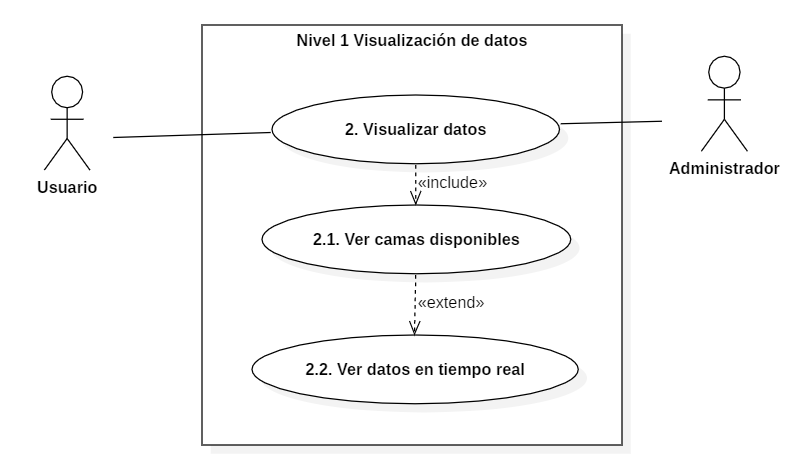 Nivel 1 Visualización de datos
2. Visualizar datos
Usuario
Administrador
«include»
2.1. Ver camas disponibles
«extend»
2.2. Ver datos en tiempo real